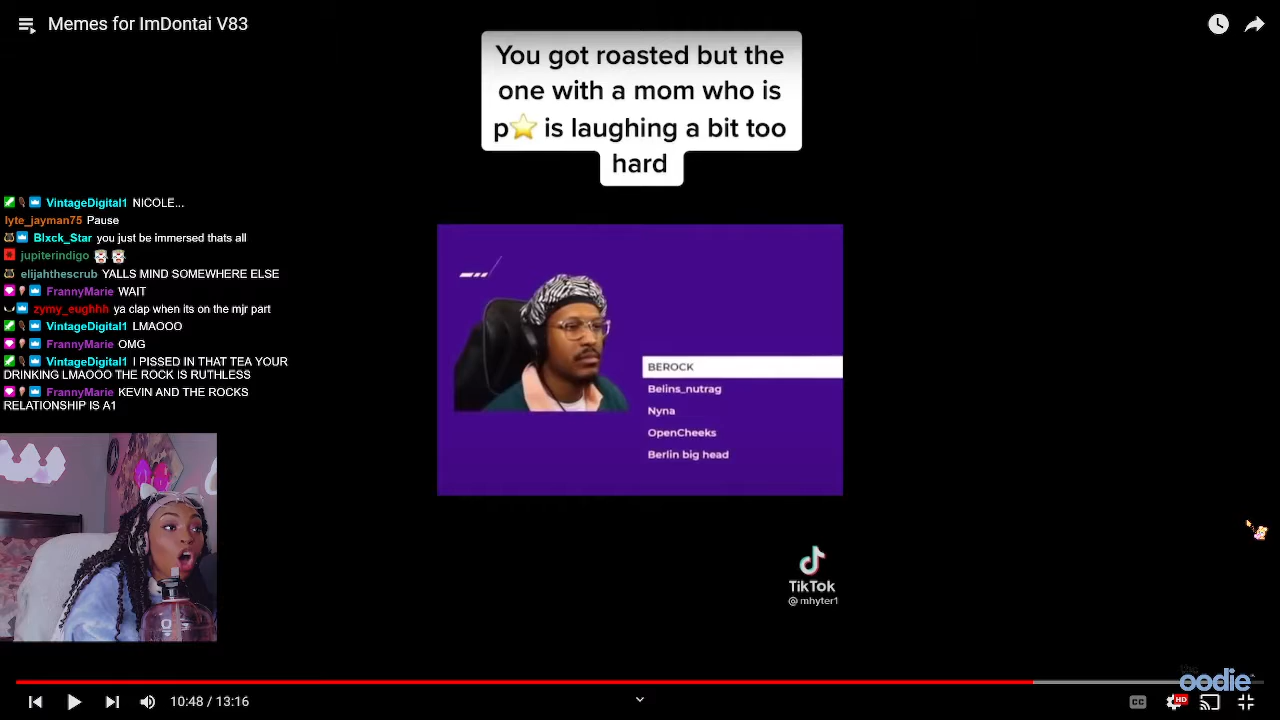 Memes for ImDontai V83
You got roasted but the
one with a mom who is
p⭐ is laughing a bit too
hard
VintageDigital1 NICOLE...
lyte_jayman75 Pause
Blxck_Star you just be immersed thats all
jupiterindigo
elijahthescrub YALLS MIND SOMEWHERE ELSE
FrannyMarie WAIT
zymy_eughhh ya clap when its on the mjr part
VintageDigital1 LMAOOO
FrannyMarie OMG
VintageDigital1 I PISSED IN THAT TEA YOUR
DRINKING LMAOOO THE ROCK IS RUTHLESS
FrannyMarie KEVIN AND THE ROCKS
RELATIONSHIP IS A1
BEROCK
Belins_nutrag
Nyna
OpenCheeks
Berlin big head
TikTok
@mhyter1
the
oodie
10:48 / 13:16
CC
HD